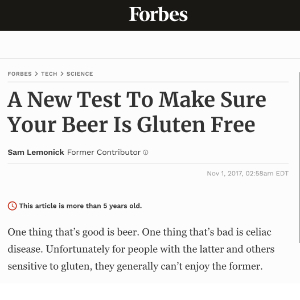 Forbes
FORBES > TECH > SCIENCE
A New Test To Make Sure
Your Beer Is Gluten Free
Sam Lemonick Former Contributor
Nov 1, 2017, 02:58am EDT
This article is more than 5 years old.
One thing that's good is beer. One thing that's bad is celiac
disease. Unfortunately for people with the latter and others
sensitive to gluten, they generally can't enjoy the former.